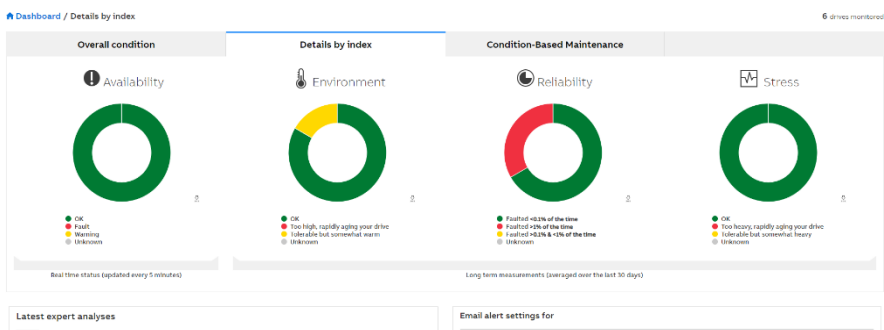 Dashboard / Details by index
6 drives monitored
Overall condition
Details by index
Condition-Based Maintenance
Availability
Environment
Reliability
Stress
OK
Fault
Warning
Unknown
OK
Too high, rapidly aging your drive
Tolerable but somewhat warm
Unknown
Faulted <0.1% of the time
Faulted >1% of the time
Faulted >0.1% & <1% of the time
Unknown
OK
Too heavy, rapidly aging your drive
Tolerable but somewhat heavy
Unknown
Real time status (updated every 5 minutes)
Long term measurements (averaged over the last 30 days)
Latest expert analyses
Email alert settings for